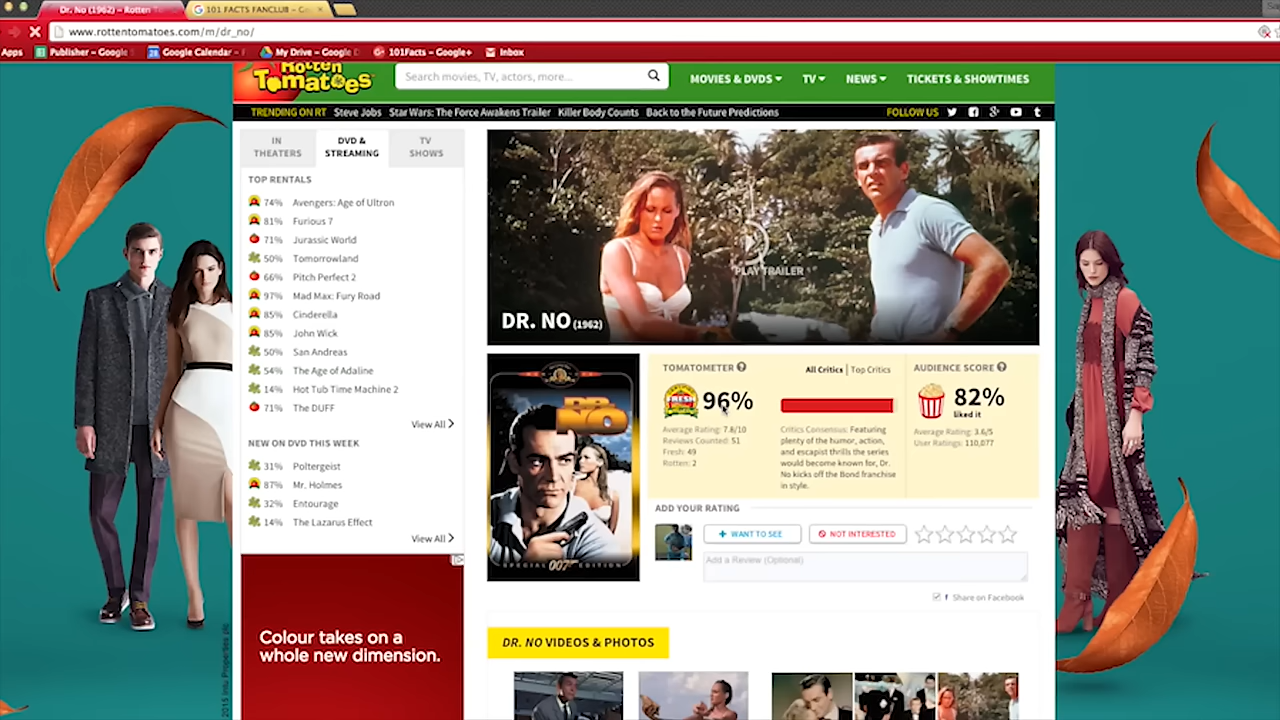 Dr. No (1962) – Rotten
101 FACTS FANCLUB –
www.rottentomatoes.com/m/dr_no/
Apps Publisher – Google Google Calendar – My Drive – Google D 101Facts – Google+ Inbox
ROTTEN
TOMATOES
Search movies, TV, actors, more...
MOVIES & DVDS TV NEWS TICKETS & SHOWTIMES
TRENDING ON RT Steve Jobs Star Wars: The Force Awakens Trailer Killer Body Counts Back to the Future Predictions FOLLOW US
IN THEATERS
DVD & STREAMING
TV SHOWS
TOP RENTALS
74% Avengers: Age of Ultron
81% Furious 7
71% Jurassic World
50% Tomorrowland
66% Pitch Perfect 2
97% Mad Max: Fury Road
85% Cinderella
85% John Wick
50% San Andreas
54% The Age of Adaline
14% Hot Tub Time Machine 2
71% The DUFF
View All
NEW ON DVD THIS WEEK
31% Poltergeist
87% Mr. Holmes
32% Entourage
14% The Lazarus Effect
View All
Colour takes on a
whole new dimension.
PLAY TRAILER
DR. NO (1962)
DR. NO
SPECIAL 007 EDITION
TOMATOMETER
All Critics | Top Critics
FRESH
96%
Average Rating: 7.8/10
Reviews Counted: 51
Fresh: 49
Rotten: 2
Critics Consensus: Featuring
plenty of the humor, action,
and escapist thrills the series
would become known for, Dr.
No kicks off the Bond franchise
in style.
AUDIENCE SCORE
82%
liked it
Average Rating: 3.6/5
User Ratings: 110,077
ADD YOUR RATING
WANT TO SEE
NOT INTERESTED
Add a Review (Optional)
Share on Facebook
DR. NO VIDEOS & PHOTOS